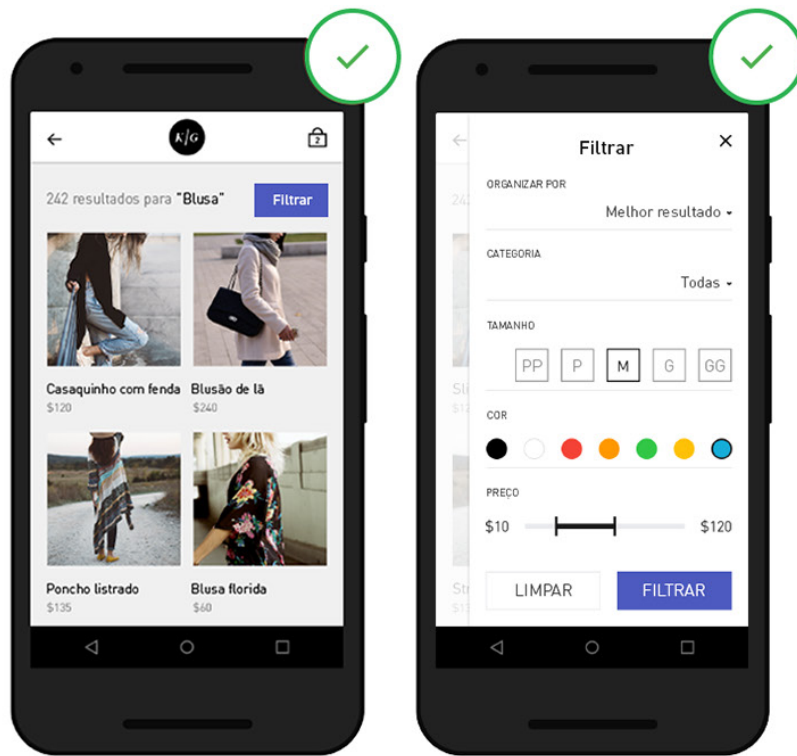 K/G
2
242 resultados para "Blusa"
Filtrar
Casaquinho com fenda
$120
Blusão de lã
$240
Poncho listrado
$135
Blusa florida
$60
Filtrar
ORGANIZAR POR
Melhor resultado
CATEGORIA
Todas
TAMANHO
PP P M G GG
COR
PREÇO
$10 $120
LIMPAR FILTRAR